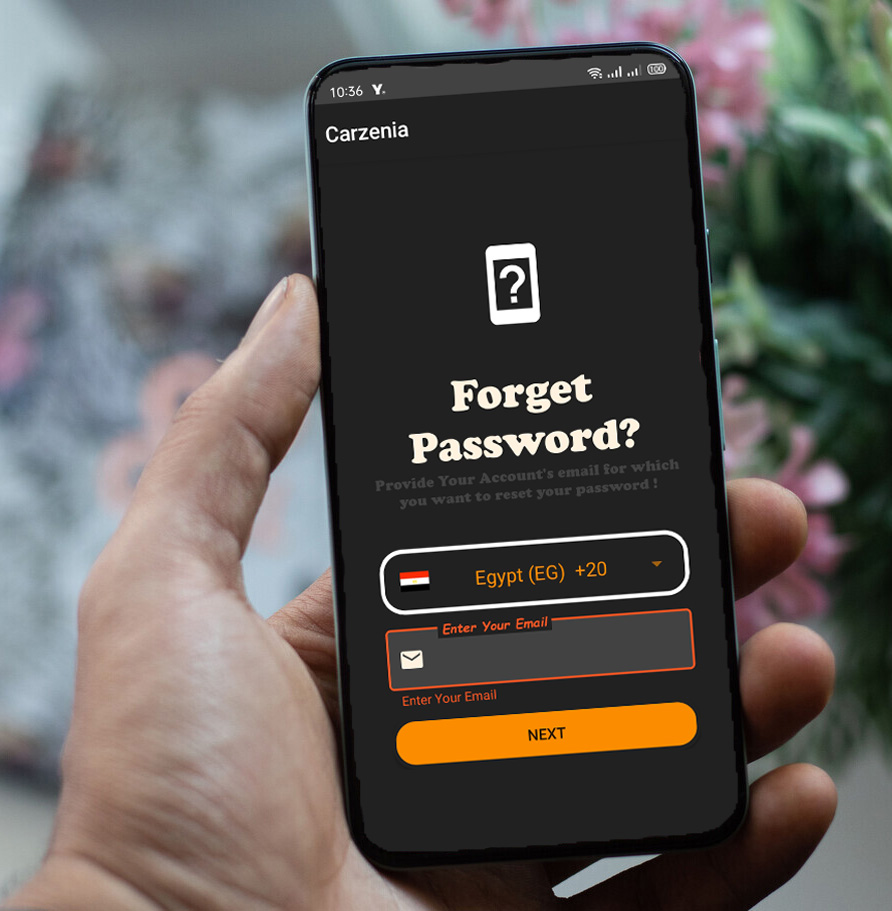 10:36 Y. 100
Carzenia
?
Forget
Password?
Provide Your Account's email for which
you want to reset your password !
Egypt (EG) +20
Enter Your Email
Enter Your Email
NEXT